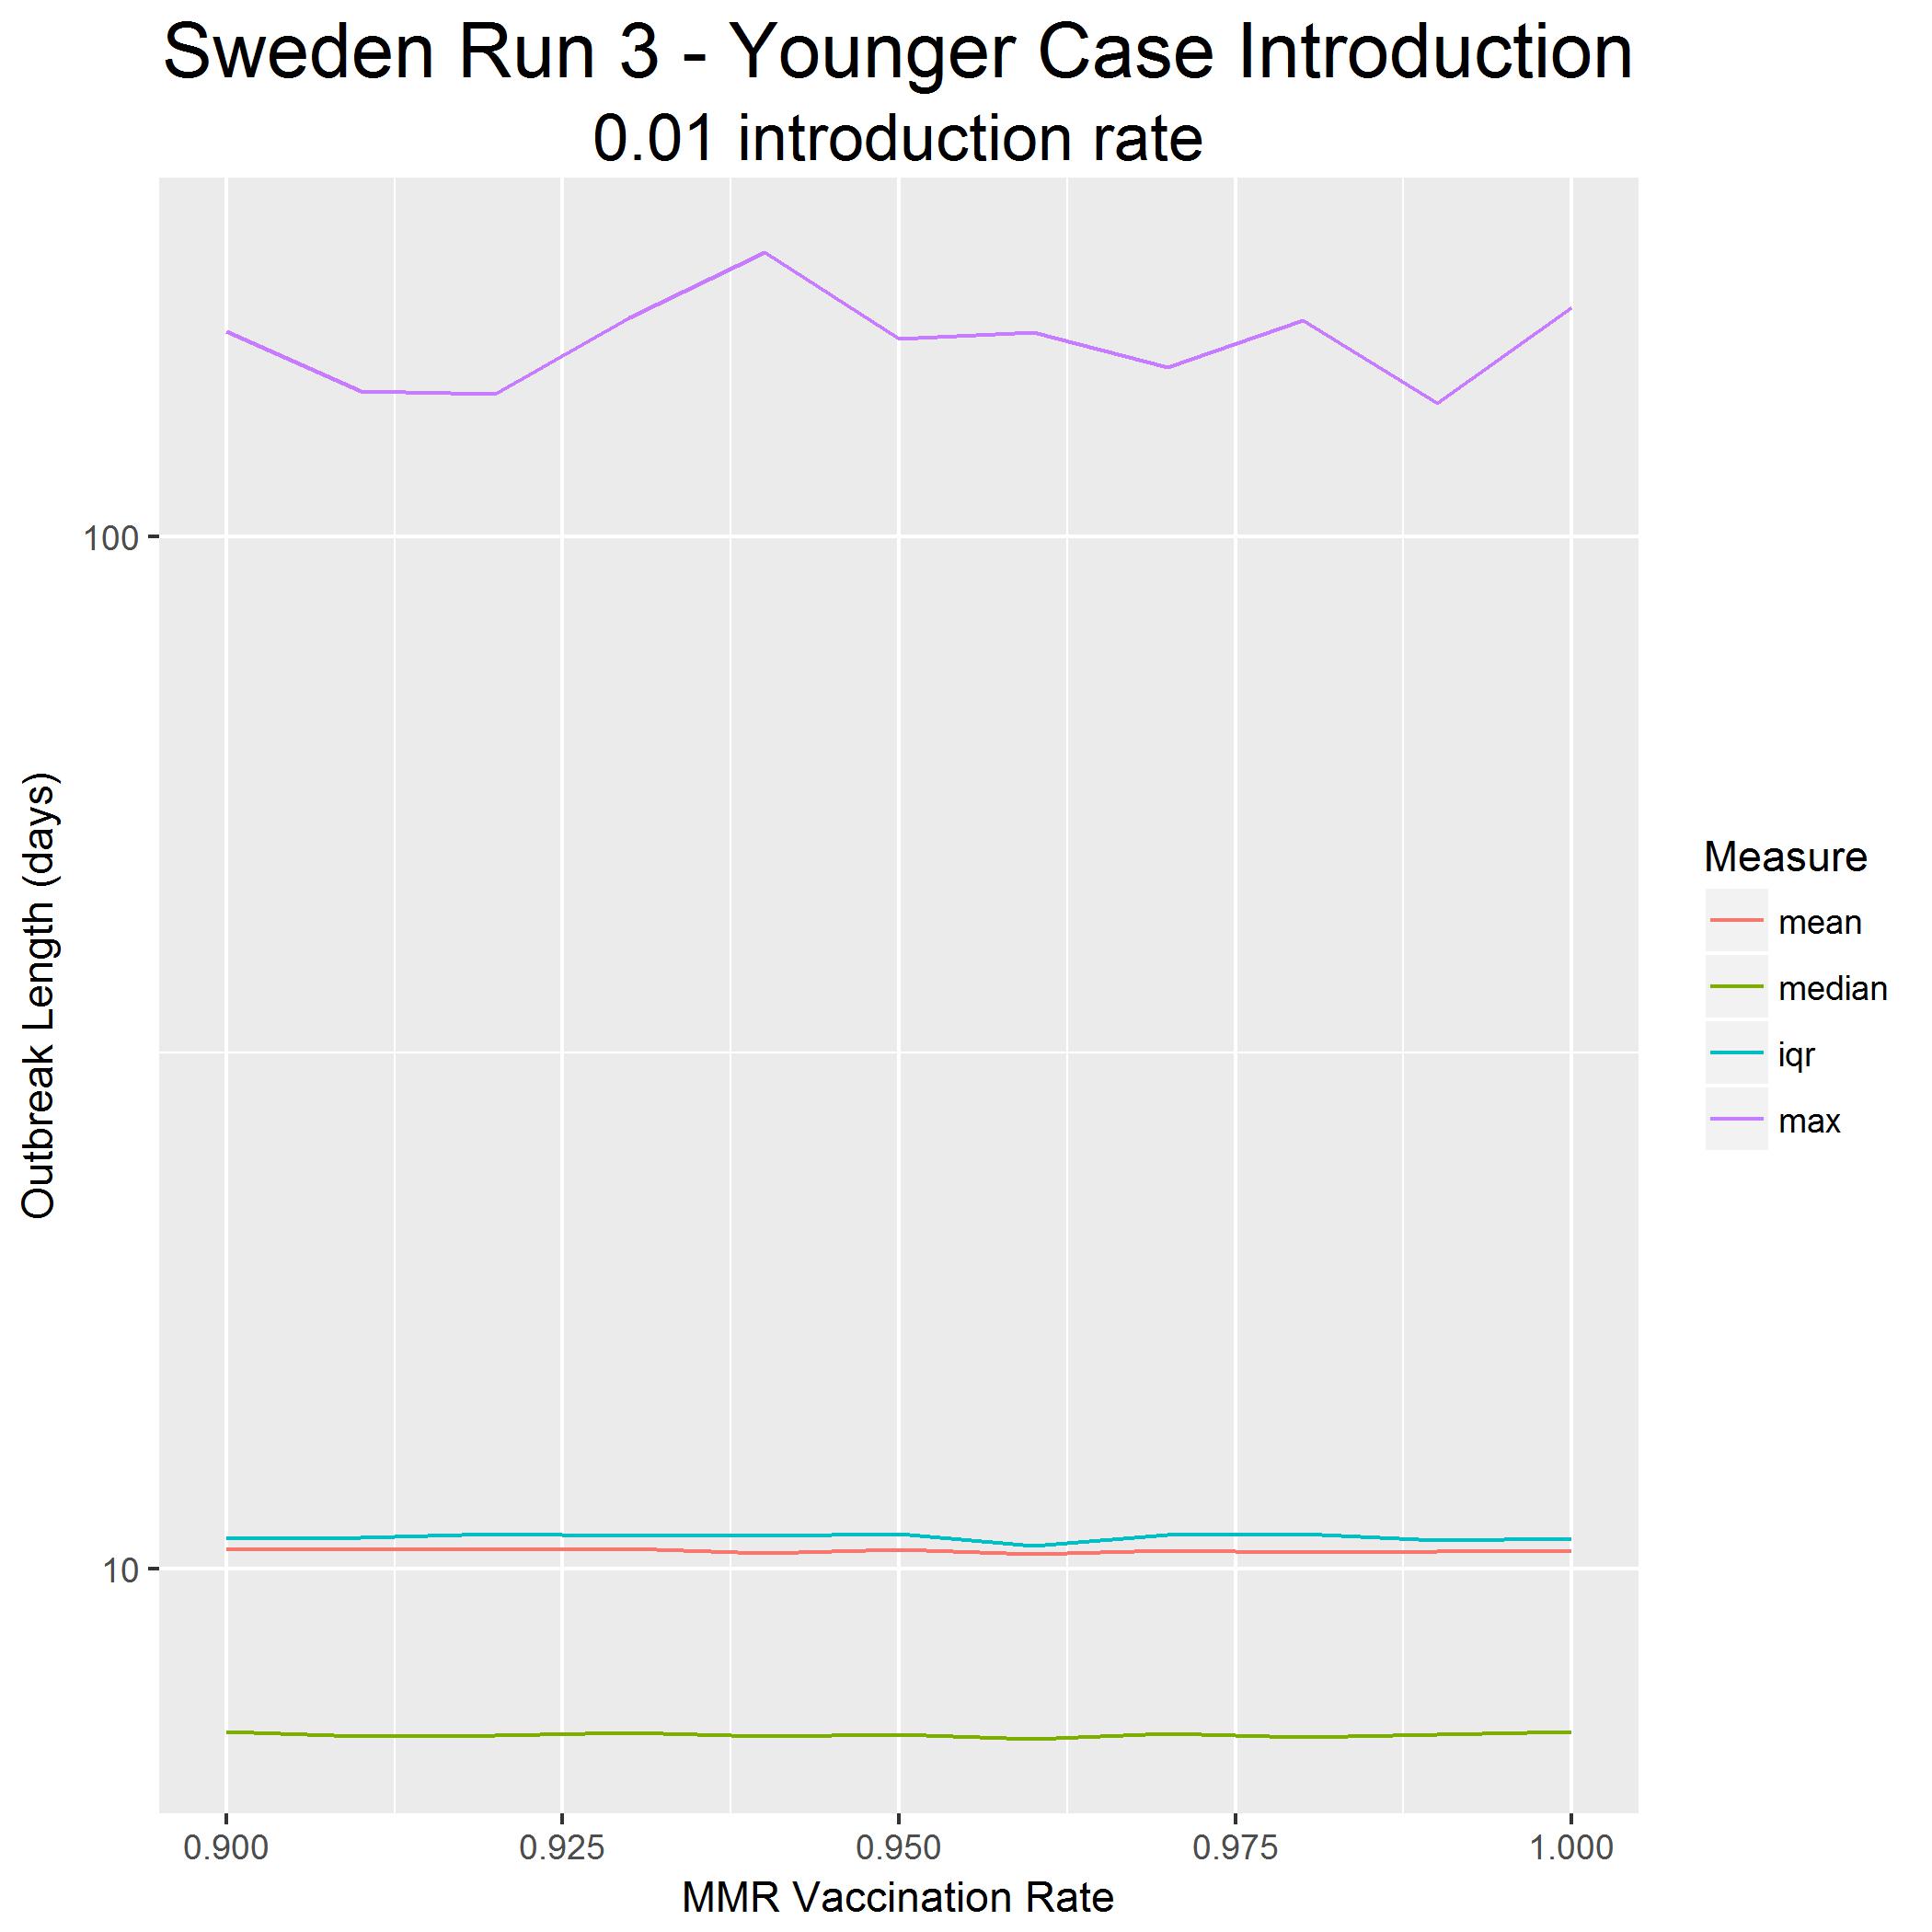 Sweden Run 3 - Younger Case Introduction
0.01 introduction rate
Outbreak Length (days)
100
10
0.900
0.925
0.950
0.975
1.000
MMR Vaccination Rate
Measure
mean
median
iqr
max